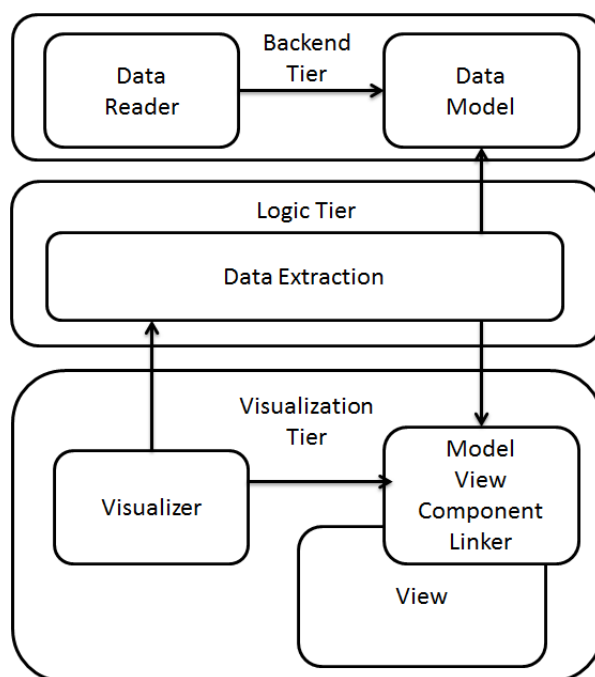 Backend
Tier
Data
Reader
Data
Model
Logic Tier
Data Extraction
Visualization
Tier
Visualizer
Model
View
Component
Linker
View